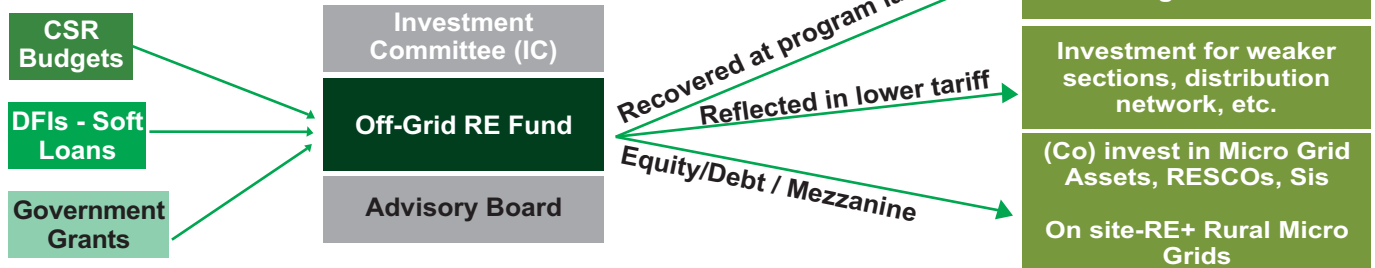 CSR
Budgets
DFIs - Soft
Loans
Government
Grants
Investment
Committee (IC)
Off-Grid RE Fund
Advisory Board
Recovered at program
Reflected in lower tariff
Equity/Debt / Mezzanine
Investment for weaker
sections, distribution
network, etc.
(Co) invest in Micro Grid
Assets, RESCOs, Sis
On site-RE+ Rural Micro
Grids